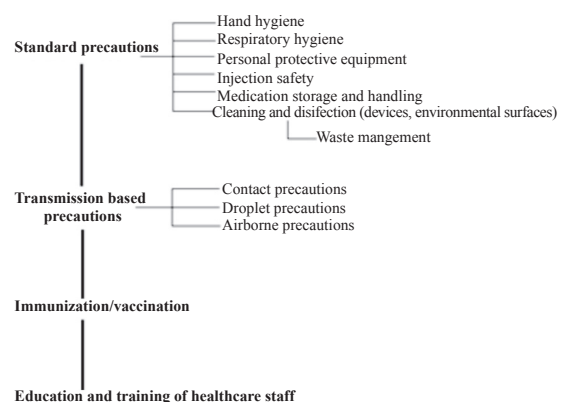 Hand hygiene
Respiratory hygiene
Standard precautions
Personal protective equipment
Injection safety
Medication storage and handling
Cleaning and disifection (devices, environmental surfaces)
Waste mangement
Contact precautions
Transmission based
precautions
Droplet precautions
Airborne precautions
Immunization/vaccination
Education and training of healthcare staff